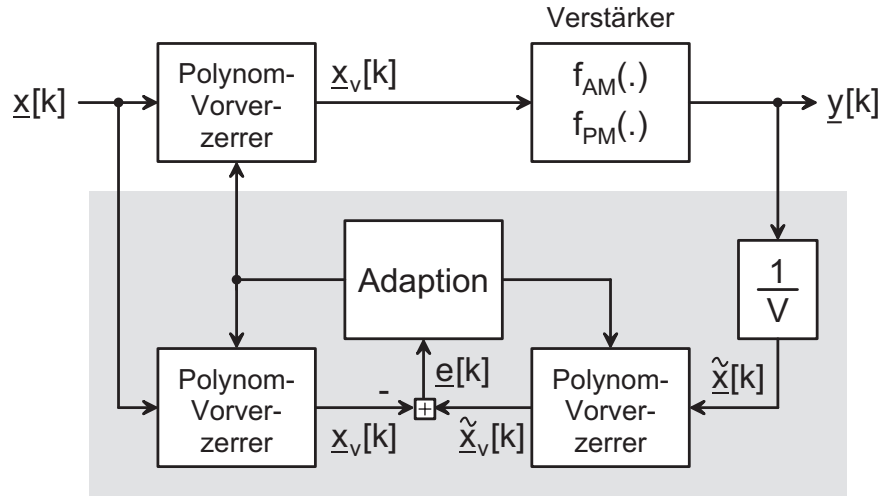 Verstärker
x[k]
Polynom-
Vorver-
zerrer
x_v[k]
f_AM(.)
f_PM(.)
y[k]
Adaption
1
V
Polynom-
Vorver-
zerrer
-
x_v[k]
e[k]
+
x̃_v[k]
Polynom-
Vorver-
zerrer
x̃[k]